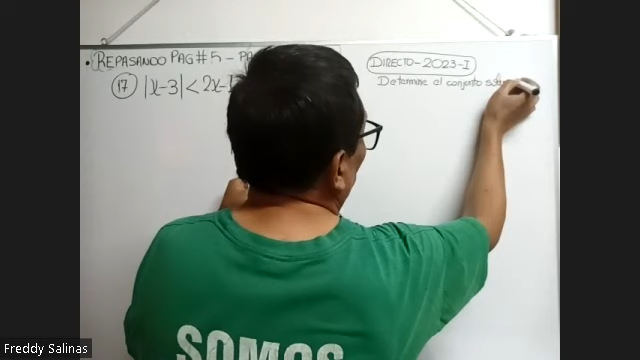 • REPASANDO PAG#5 - PA
17 |x-3| < 2x-1
DIRECTO-2023-I
Determine el conjunto
SOMOS
Freddy Salinas